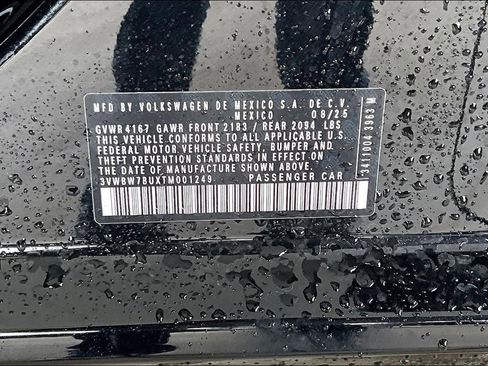 MFD BY VOLKSWAGEN DE MEXICO S.A. DE C.V.
MEXICO 08/25
GVWR 4167 GAWR FRONT 2183 / REAR 2094 LBS
THIS VEHICLE CONFORMS TO ALL APPLICABLE U.S.
FEDERAL MOTOR VEHICLE SAFETY, BUMPER AND
THEFT PREVENTION STANDARDS IN EFFECT ON
THE DATE OF MANUFACTURE SHOWN ABOVE.
3VWBW7BUXTM001249 PASSENGER CAR